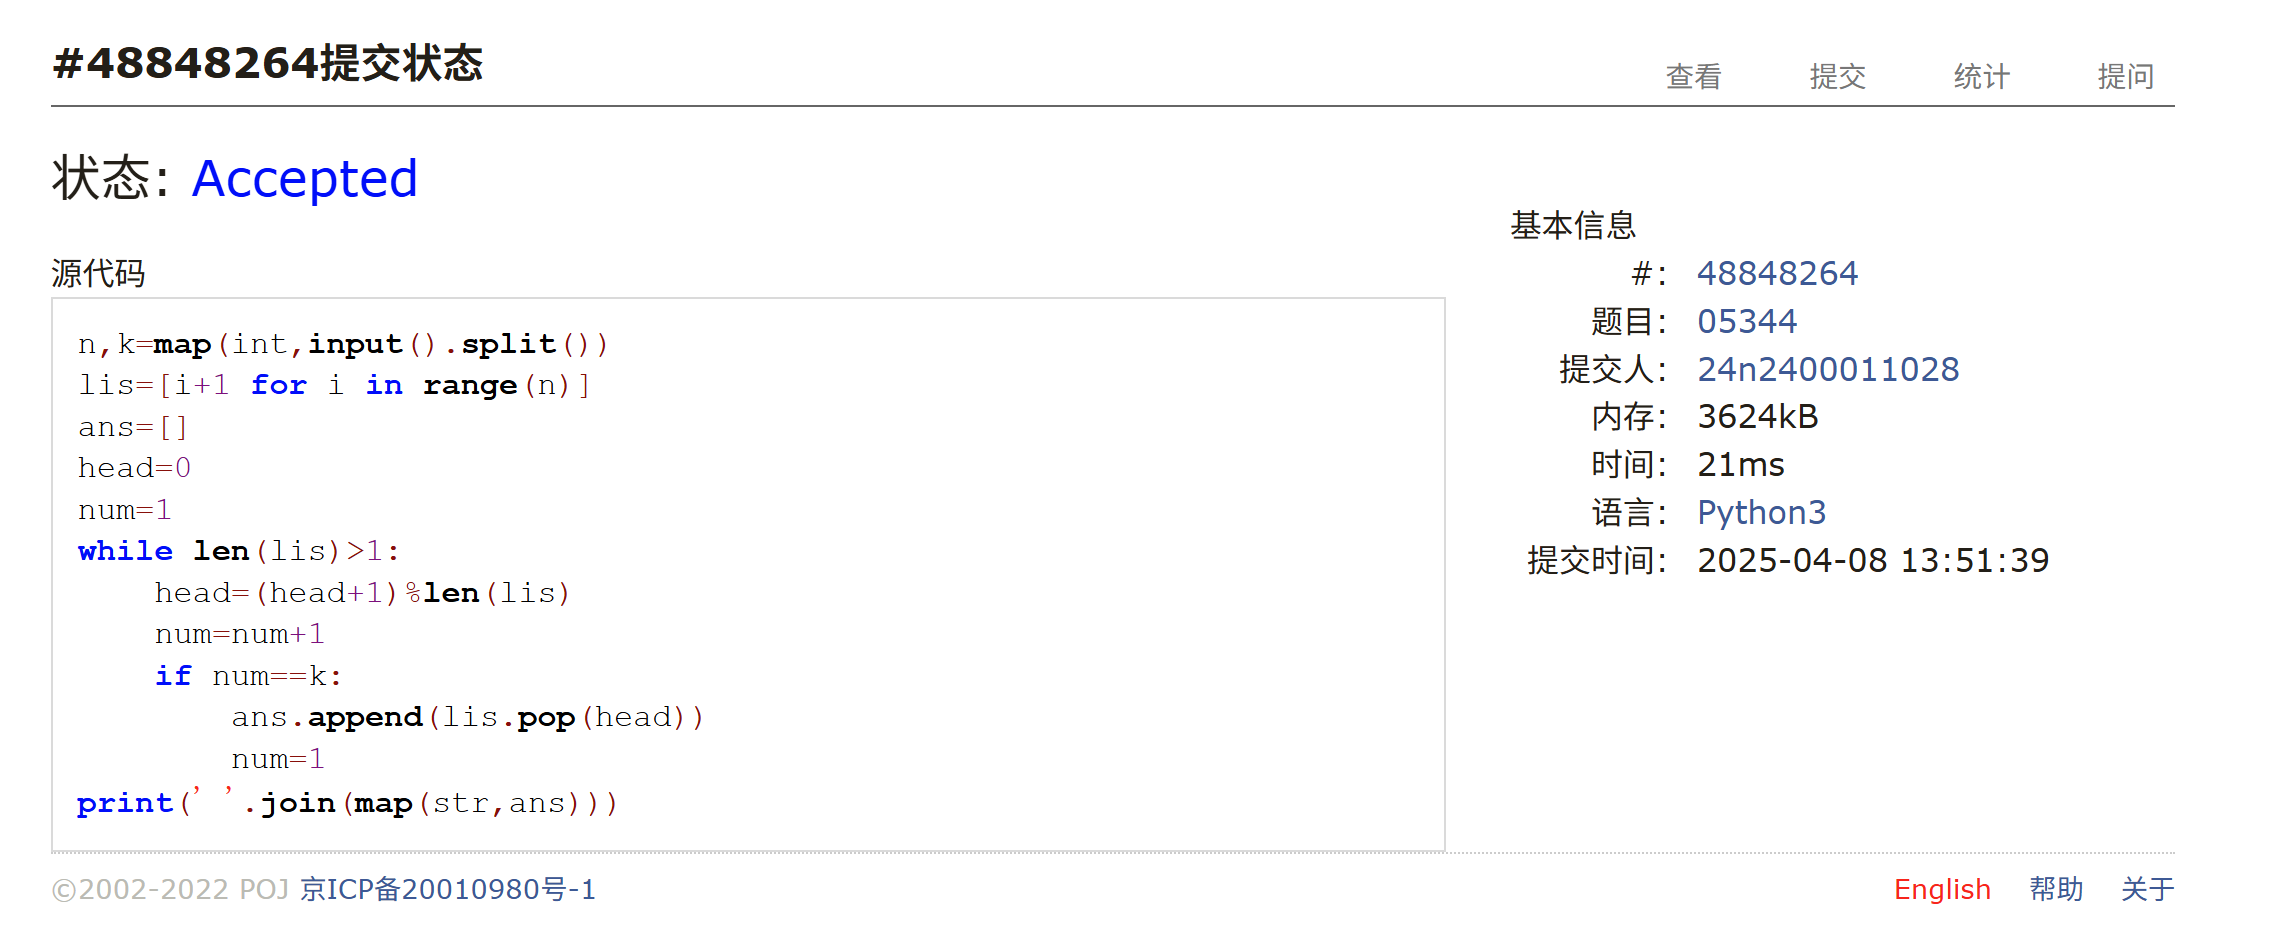 #48848264提交状态
查看 提交 统计 提问
状态: Accepted
源代码
n,k=map(int,input().split())
lis=[i+1 for i in range(n)]
ans=[]
head=0
num=1
while len(lis)>1:
    head=(head+1)%len(lis)
    num=num+1
    if num==k:
        ans.append(lis.pop(head))
        num=1
print(' '.join(map(str,ans)))
基本信息
#: 48848264
题目: 05344
提交人: 24n2400011028
内存: 3624kB
时间: 21ms
语言: Python3
提交时间: 2025-04-08 13:51:39
©2002-2022 POJ 京ICP备20010980号-1
English 帮助 关于